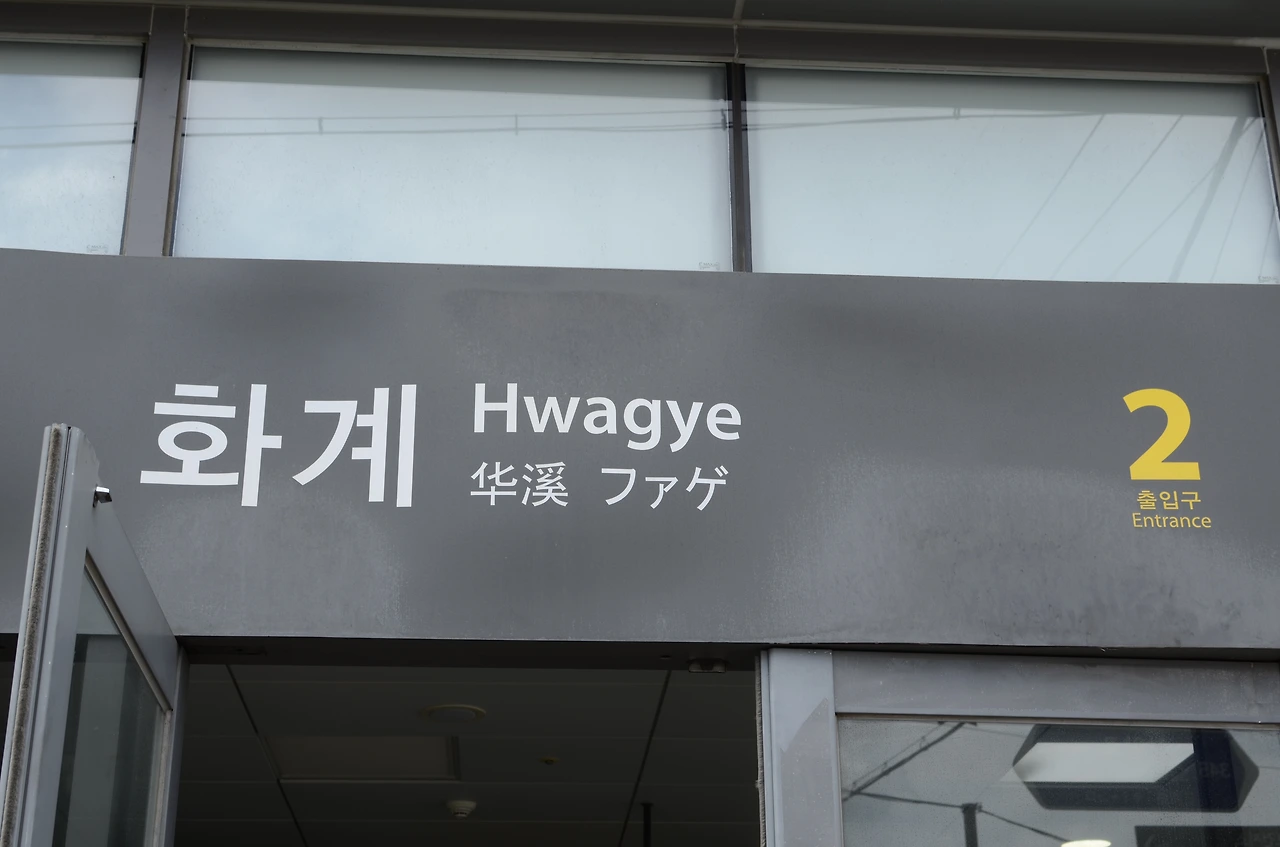 화계
Hwagye
华溪 ファゲ
2
출입구
Entrance